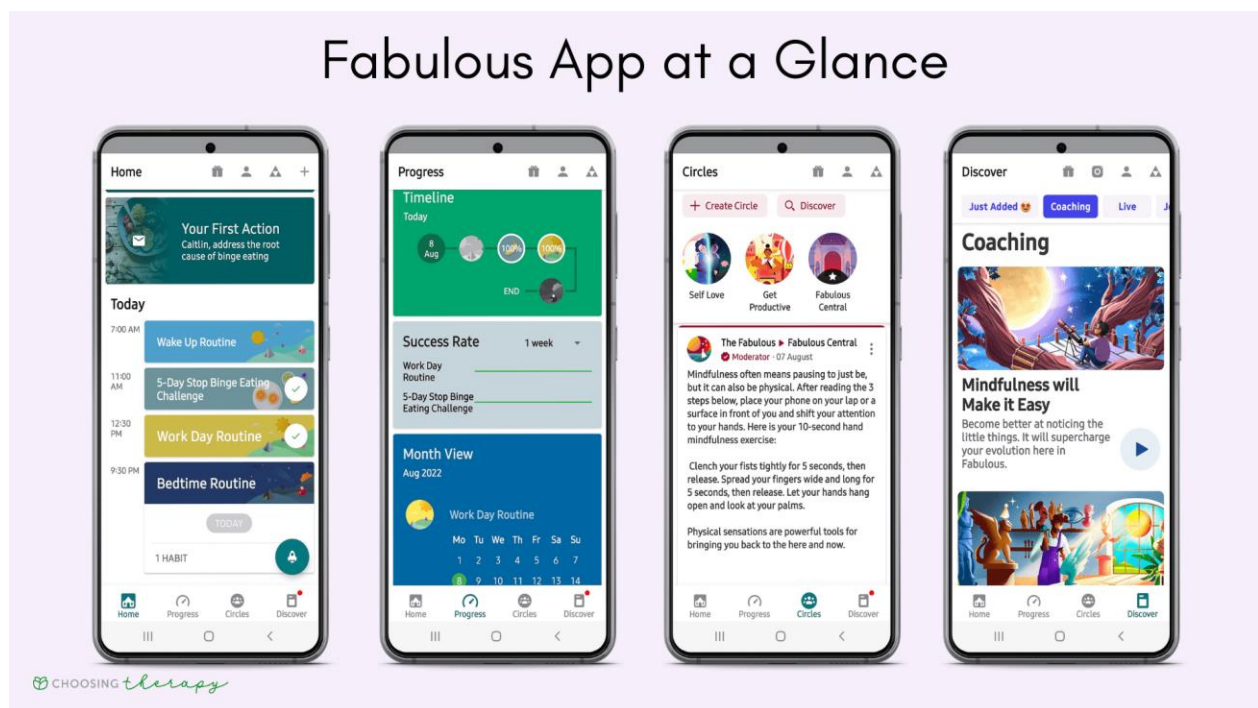 Fabulous App at a Glance
Home
Your First Action
Caitlin, address the root
cause of binge eating
Today
7:00 AM
Wake Up Routine
11:00
AM
5-Day Stop Binge Eating
Challenge
12:30
PM
Work Day Routine
9:30 PM
Bedtime Routine
TODAY
1 HABIT
Home
Progress
Circles
Discover
Progress
Timeline
Today
8
Aug
100%
100%
END
Success Rate
1 week
Work Day
Routine
5-Day Stop Binge
Eating Challenge
Month View
Aug 2022
Work Day Routine
Mo Tu We Th Fr Sa Su
1 2 3 4 5 6 7
8 9 10 11 12 13 14
Home
Progress
Circles
Discover
Circles
+ Create Circle
Discover
Self Love
Get
Productive
Fabulous
Central
The Fabulous ▸ Fabulous Central
Moderator · 07 August
Mindfulness often means pausing to just be,
but it can also be physical. After reading the 3
steps below, place your phone on your lap or a
surface in front of you and shift your attention
to your hands. Here is your 10-second hand
mindfulness exercise:
Clench your fists tightly for 5 seconds, then
release. Spread your fingers wide and long for
5 seconds, then release. Let your hands hang
open and look at your palms.
Physical sensations are powerful tools for
bringing you back to the here and now.
Home
Progress
Circles
Discover
Discover
Just Added 😍
Coaching
Live
Coaching
Mindfulness will
Make it Easy
Become better at noticing the
little things. It will supercharge
your evolution here in
Fabulous.
Home
Progress
Circles
Discover
CHOOSING therapy